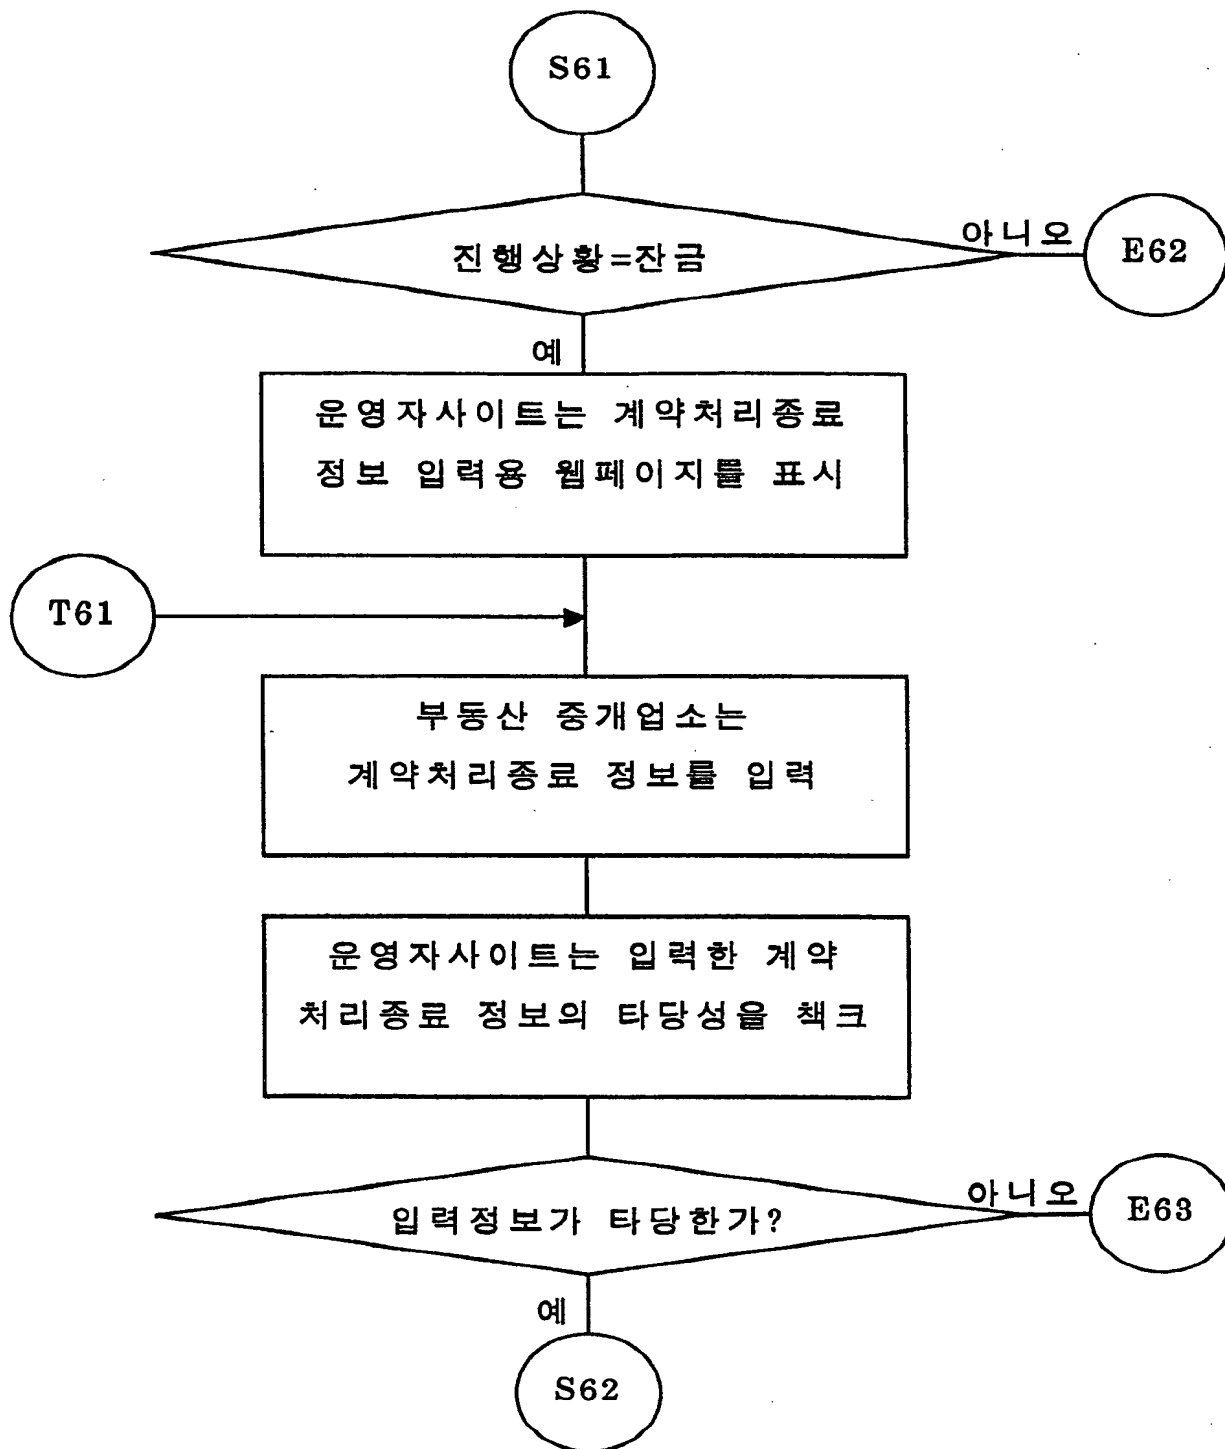 S61
진행상황=잔금
아니오
E62
예
운영자사이트는 계약처리종료
정보 입력용 웹페이지를 표시
T61
부동산 중개업소는
계약처리종료 정보를 입력
운영자사이트는 입력한 계약
처리종료 정보의 타당성을 책크
입력정보가 타당한가?
아니오
E63
예
S62